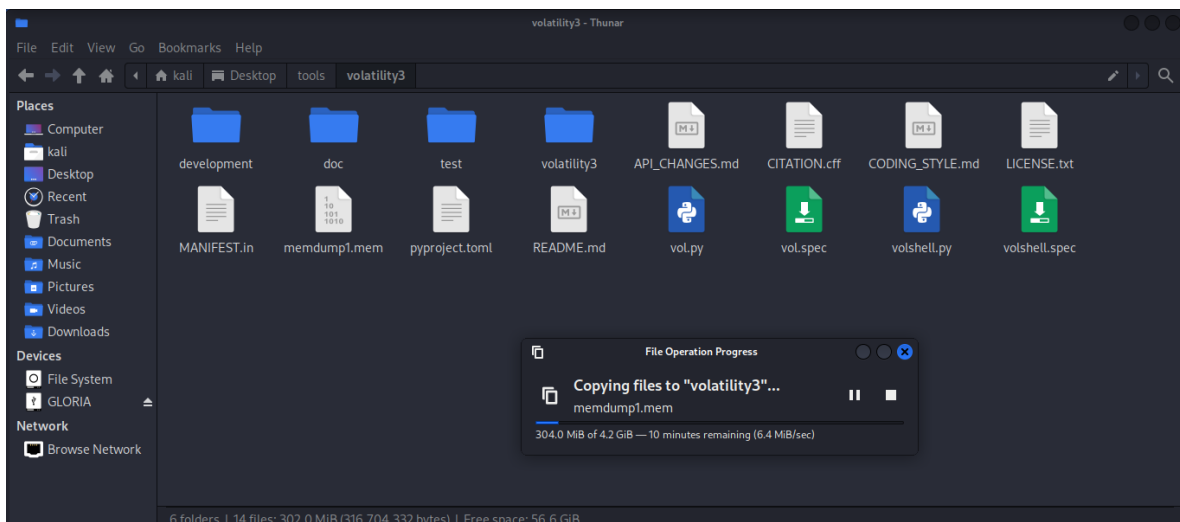 volatility3 - Thunar
File Edit View Go Bookmarks Help
kali Desktop tools volatility3
Places
Computer
kali
Desktop
Recent
Trash
Documents
Music
Pictures
Videos
Downloads
Devices
File System
GLORIA
Network
Browse Network
development doc test volatility3 API_CHANGES.md CITATION.cff CODING_STYLE.md LICENSE.txt
1
10
101
1010
MANIFEST.in memdump1.mem pyproject.toml README.md vol.py vol.spec volshell.py volshell.spec
File Operation Progress
Copying files to "volatility3"...
memdump1.mem
304.0 MiB of 4.2 GiB — 10 minutes remaining (6.4 MiB/sec)
6 folders | 14 files: 302.0 MiB (316,704,332 bytes) | Free space: 56.6 GiB